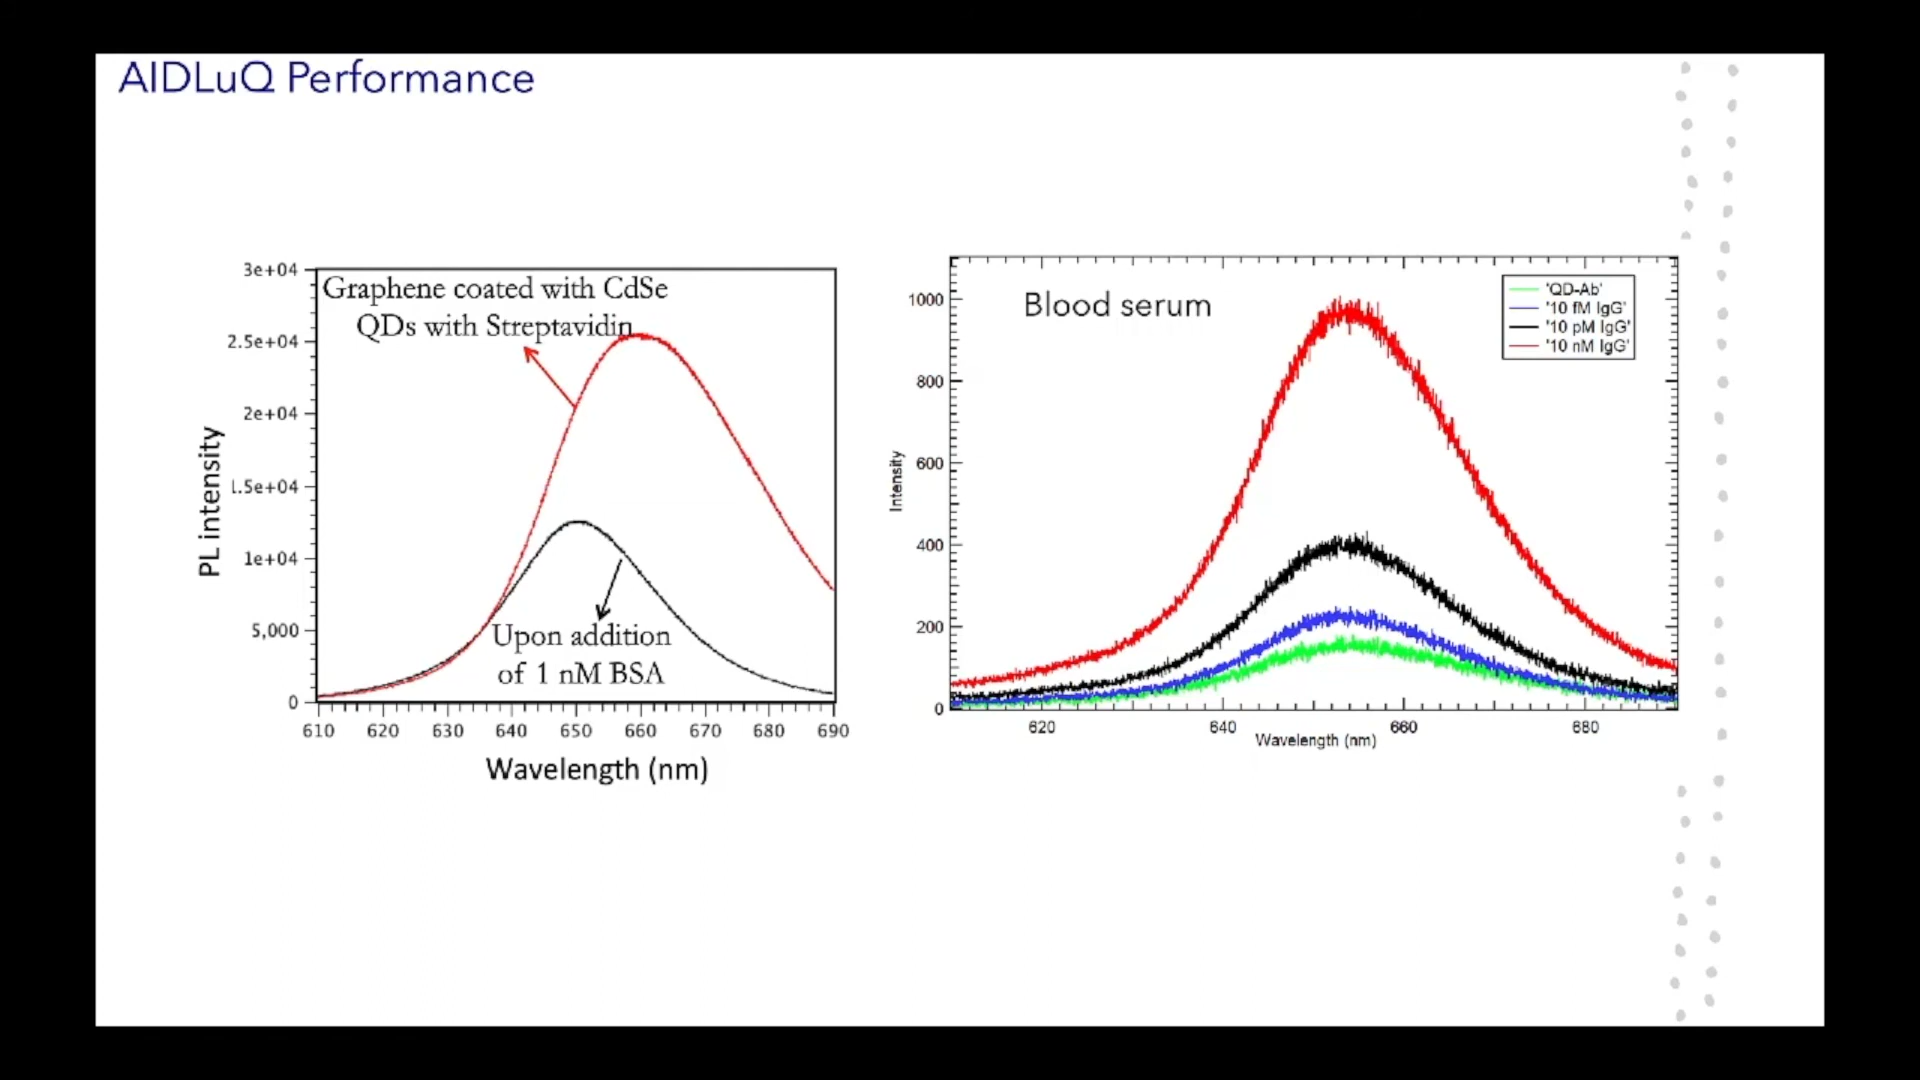 AIDLuQ Performance
3e+04
2.5e+04
2e+04
1.5e+04
1e+04
5,000
0
PL intensity
Graphene coated with CdSe
QDs with Streptavidin
Upon addition
of 1 nM BSA
610 620 630 640 650 660 670 680 690
Wavelength (nm)
1000
800
600
400
200
0
Intensity
Blood serum
'QD-Ab'
'10 fM IgG'
'10 pM IgG'
'10 nM IgG'
620 640 660 680
Wavelength (nm)